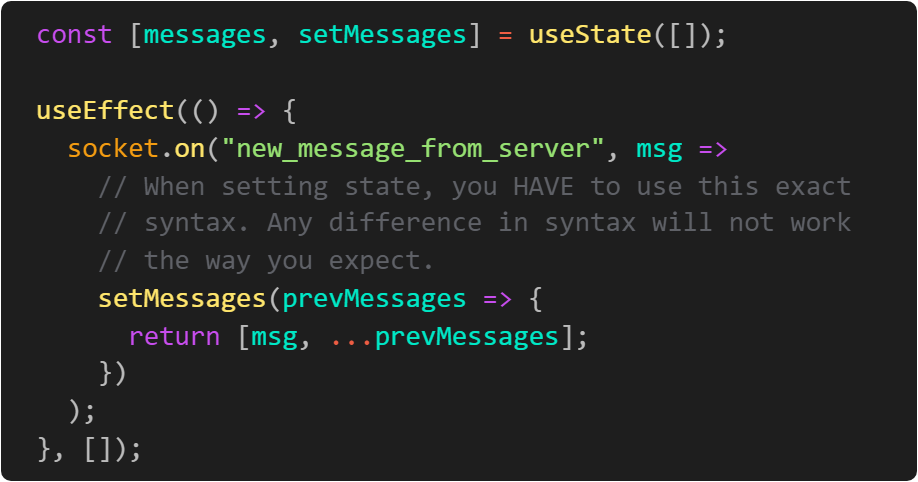 const [messages, setMessages] = useState([]);

useEffect(() => {
  socket.on("new_message_from_server", msg =>
    // When setting state, you HAVE to use this exact
    // syntax. Any difference in syntax will not work
    // the way you expect.
    setMessages(prevMessages => {
      return [msg, ...prevMessages];
    })
  );
}, []);